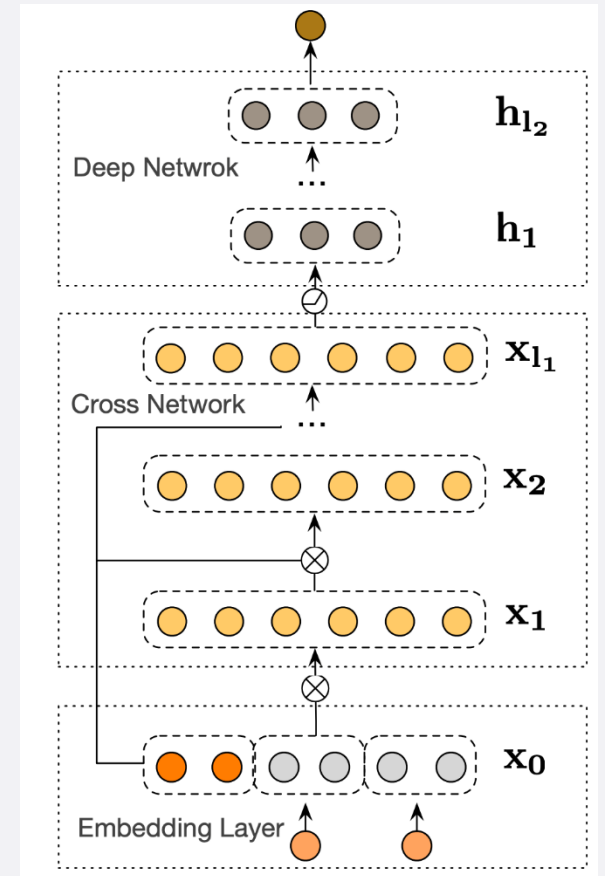 h_{l_2}
Deep Netwrok
...
h_1
x_{l_1}
Cross Network
...
x_2
x_1
x_0
Embedding Layer